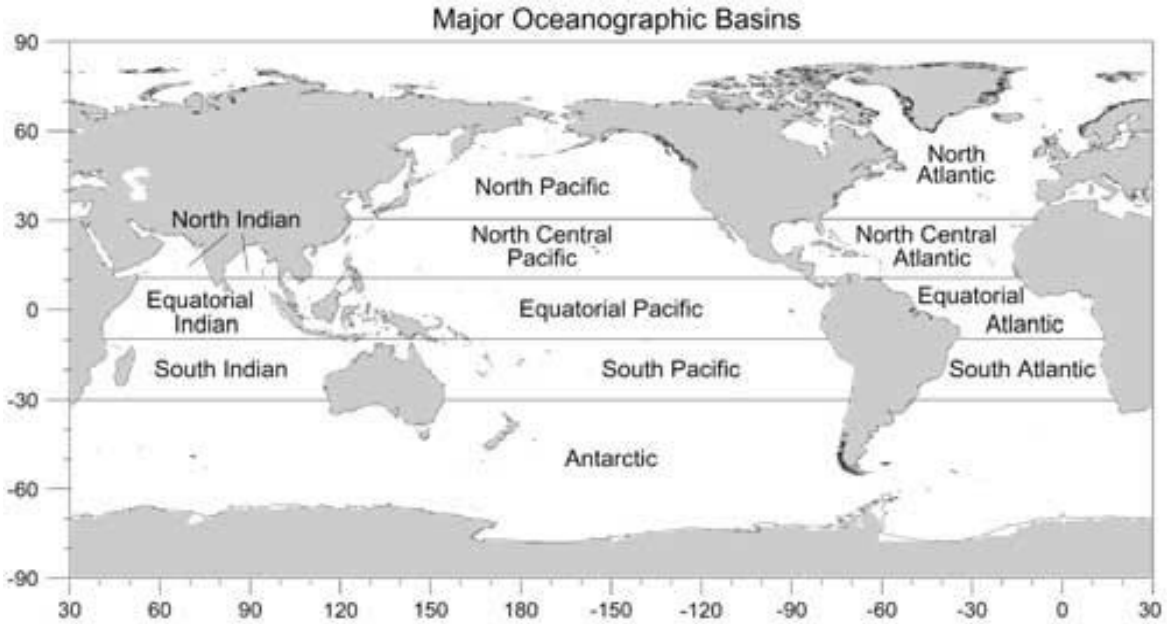 Major Oceanographic Basins
90
60
30
0
-30
-60
-90
North
Atlantic
North Pacific
North Indian
North Central
Pacific
North Central
Atlantic
Equatorial
Indian
Equatorial Pacific
Equatorial
Atlantic
South Indian
South Pacific
South Atlantic
Antarctic
30 60 90 120 150 180 -150 -120 -90 -60 -30 0 30